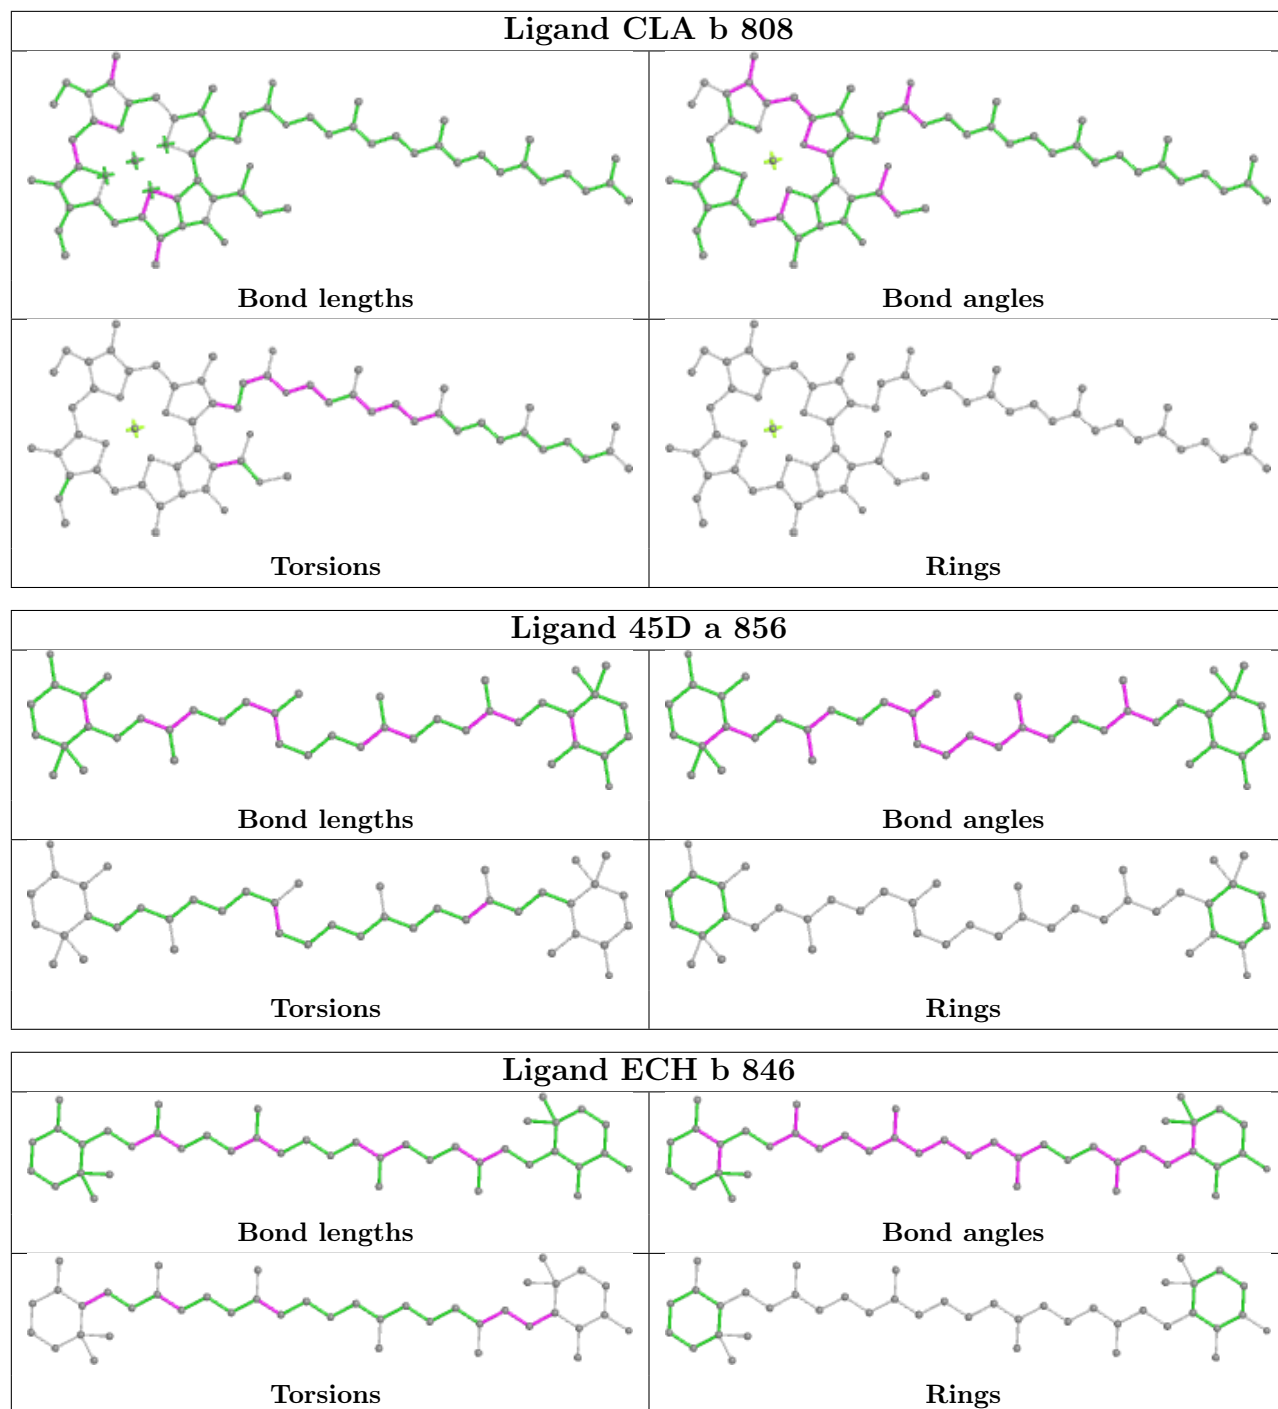 Ligand CLA b 808
Bond lengths
Bond angles
Torsions
Rings
Ligand 45D a 856
Bond lengths
Bond angles
Torsions
Rings
Ligand ECH b 846
Bond lengths
Bond angles
Torsions
Rings